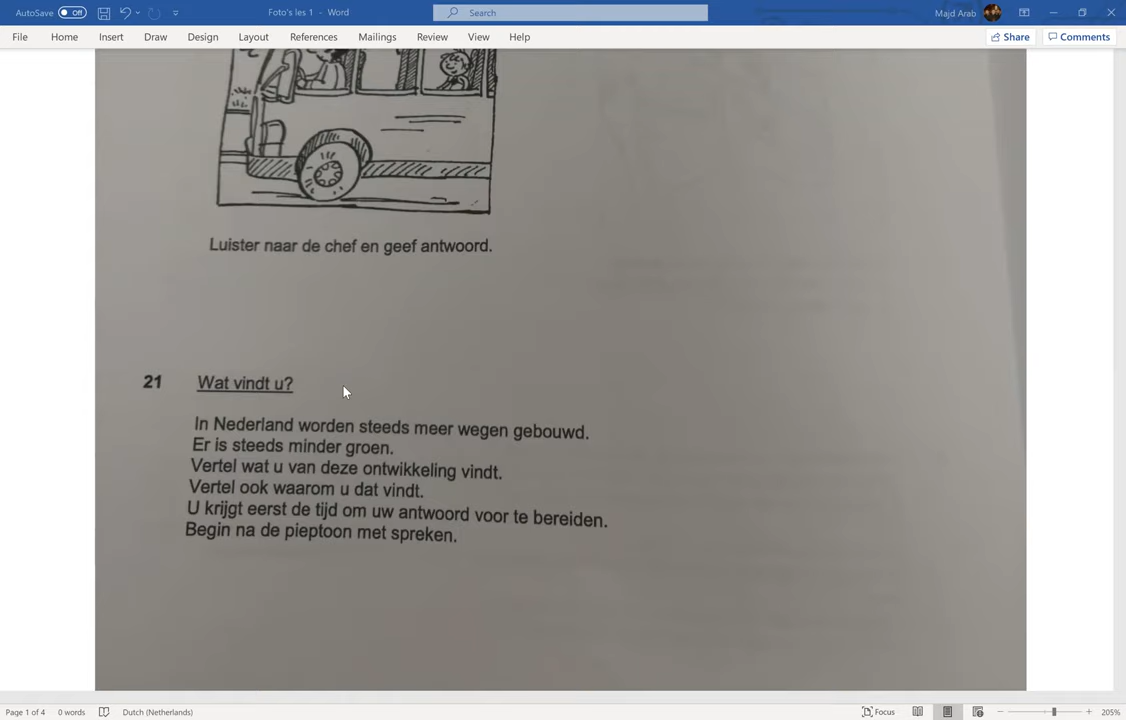 AutoSave Off Foto's les 1 - Word Search Majd Arab
File Home Insert Draw Design Layout References Mailings Review View Help Share Comments
Luister naar de chef en geef antwoord.
21 Wat vindt u?
In Nederland worden steeds meer wegen gebouwd.
Er is steeds minder groen.
Vertel wat u van deze ontwikkeling vindt.
Vertel ook waarom u dat vindt.
U krijgt eerst de tijd om uw antwoord voor te bereiden.
Begin na de pieptoon met spreken.
Page 1 of 4 0 words Dutch (Netherlands) Focus 205%